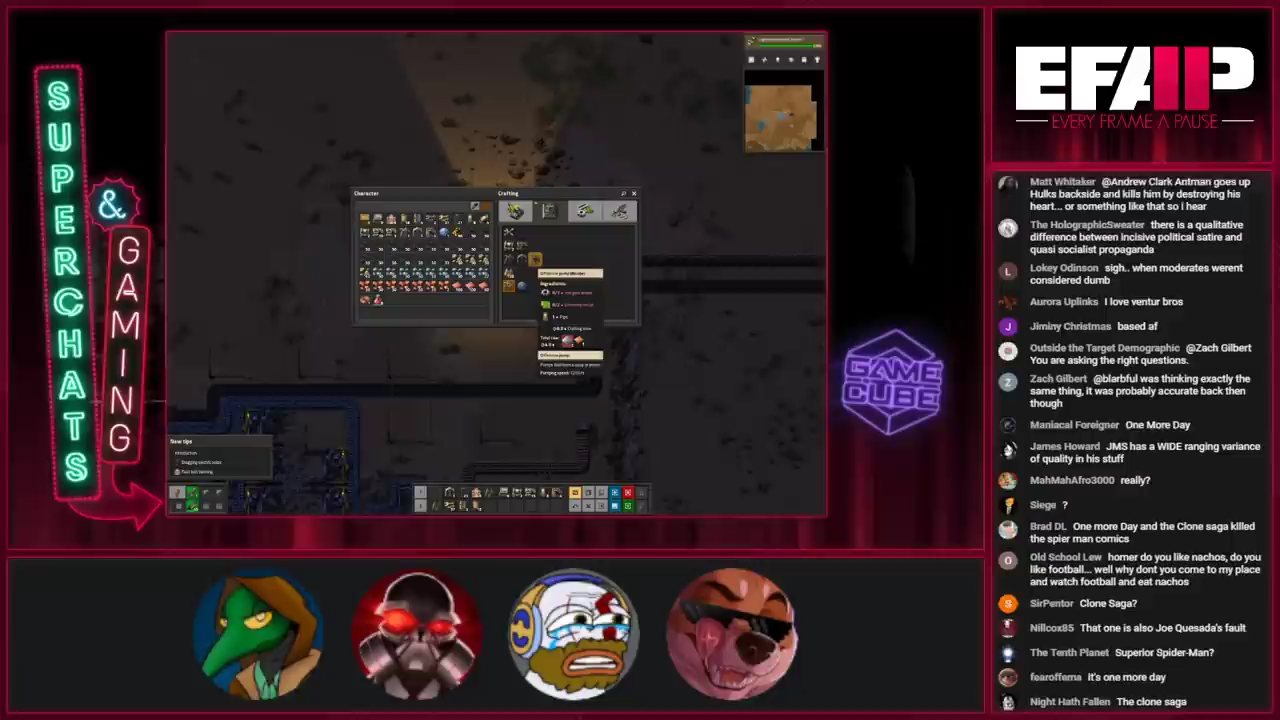 SUPERCHATS
&
GAMING
Character
Crafting
Offshore pump
Ingredients:
New tips
Introduction
GAME
CUBE
EFAP
EVERY FRAME A PAUSE
Matt Whitaker @Andrew Clark Antman goes up
Hulks backside and kills him by destroying his
heart... or something like that so i hear
The HolographicSweater there is a qualitative
difference between incisive political satire and
quasi socialist propaganda
Lokey Odinson sigh.. when moderates werent
considered dumb
Aurora Uplinks I love ventur bros
Jiminy Christmas based af
Outside the Target Demographic @Zach Gilbert
You are asking the right questions.
Zach Gilbert @blarbful was thinking exactly the
same thing, it was probably accurate back then
though
Maniacal Foreigner One More Day
James Howard JMS has a WIDE ranging variance
of quality in his stuff
MahMahAfro3000 really?
Siege ?
Brad DL One more Day and the Clone saga killed
the spier man comics
Old School Lew homer do you like nachos, do you
like football... well why dont you come to my place
and watch football and eat nachos
SirPentor Clone Saga?
Nillcox85 That one is also Joe Quesada's fault
The Tenth Planet Superior Spider-Man?
fearoffema it's one more day
Night Hath Fallen The clone saga